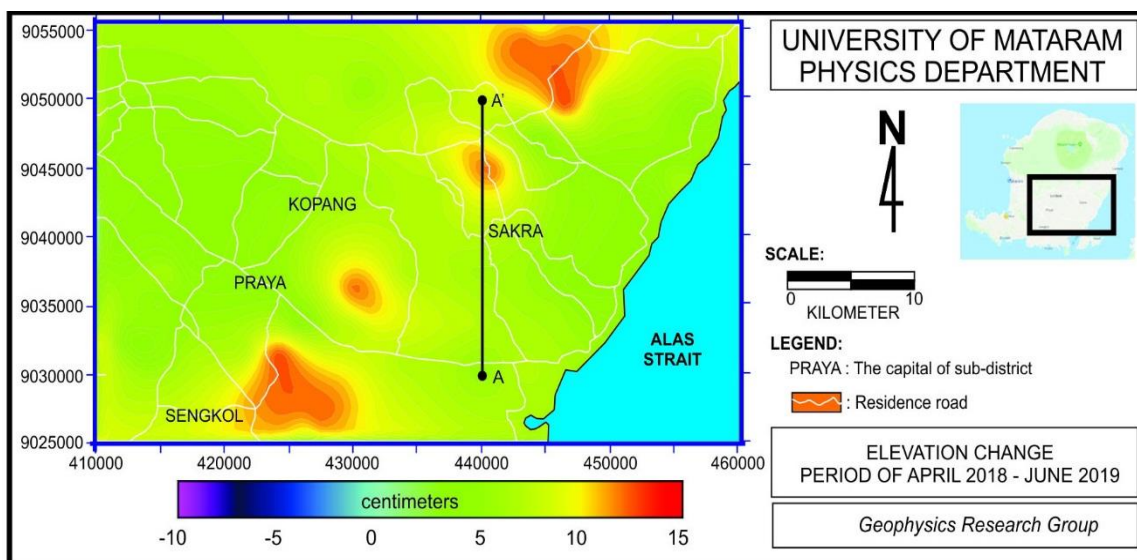 9055000
9050000
9045000
9040000
9035000
9030000
9025000
A'
KOPANG
SAKRA
PRAYA
ALAS
STRAIT
A
SENGKOL
410000 420000 430000 440000 450000 460000
centimeters
-10 -5 0 5 10 15
UNIVERSITY OF MATARAM
PHYSICS DEPARTMENT
N
SCALE:
0 10
KILOMETER
LEGEND:
PRAYA : The capital of sub-district
: Residence road
ELEVATION CHANGE
PERIOD OF APRIL 2018 - JUNE 2019
Geophysics Research Group